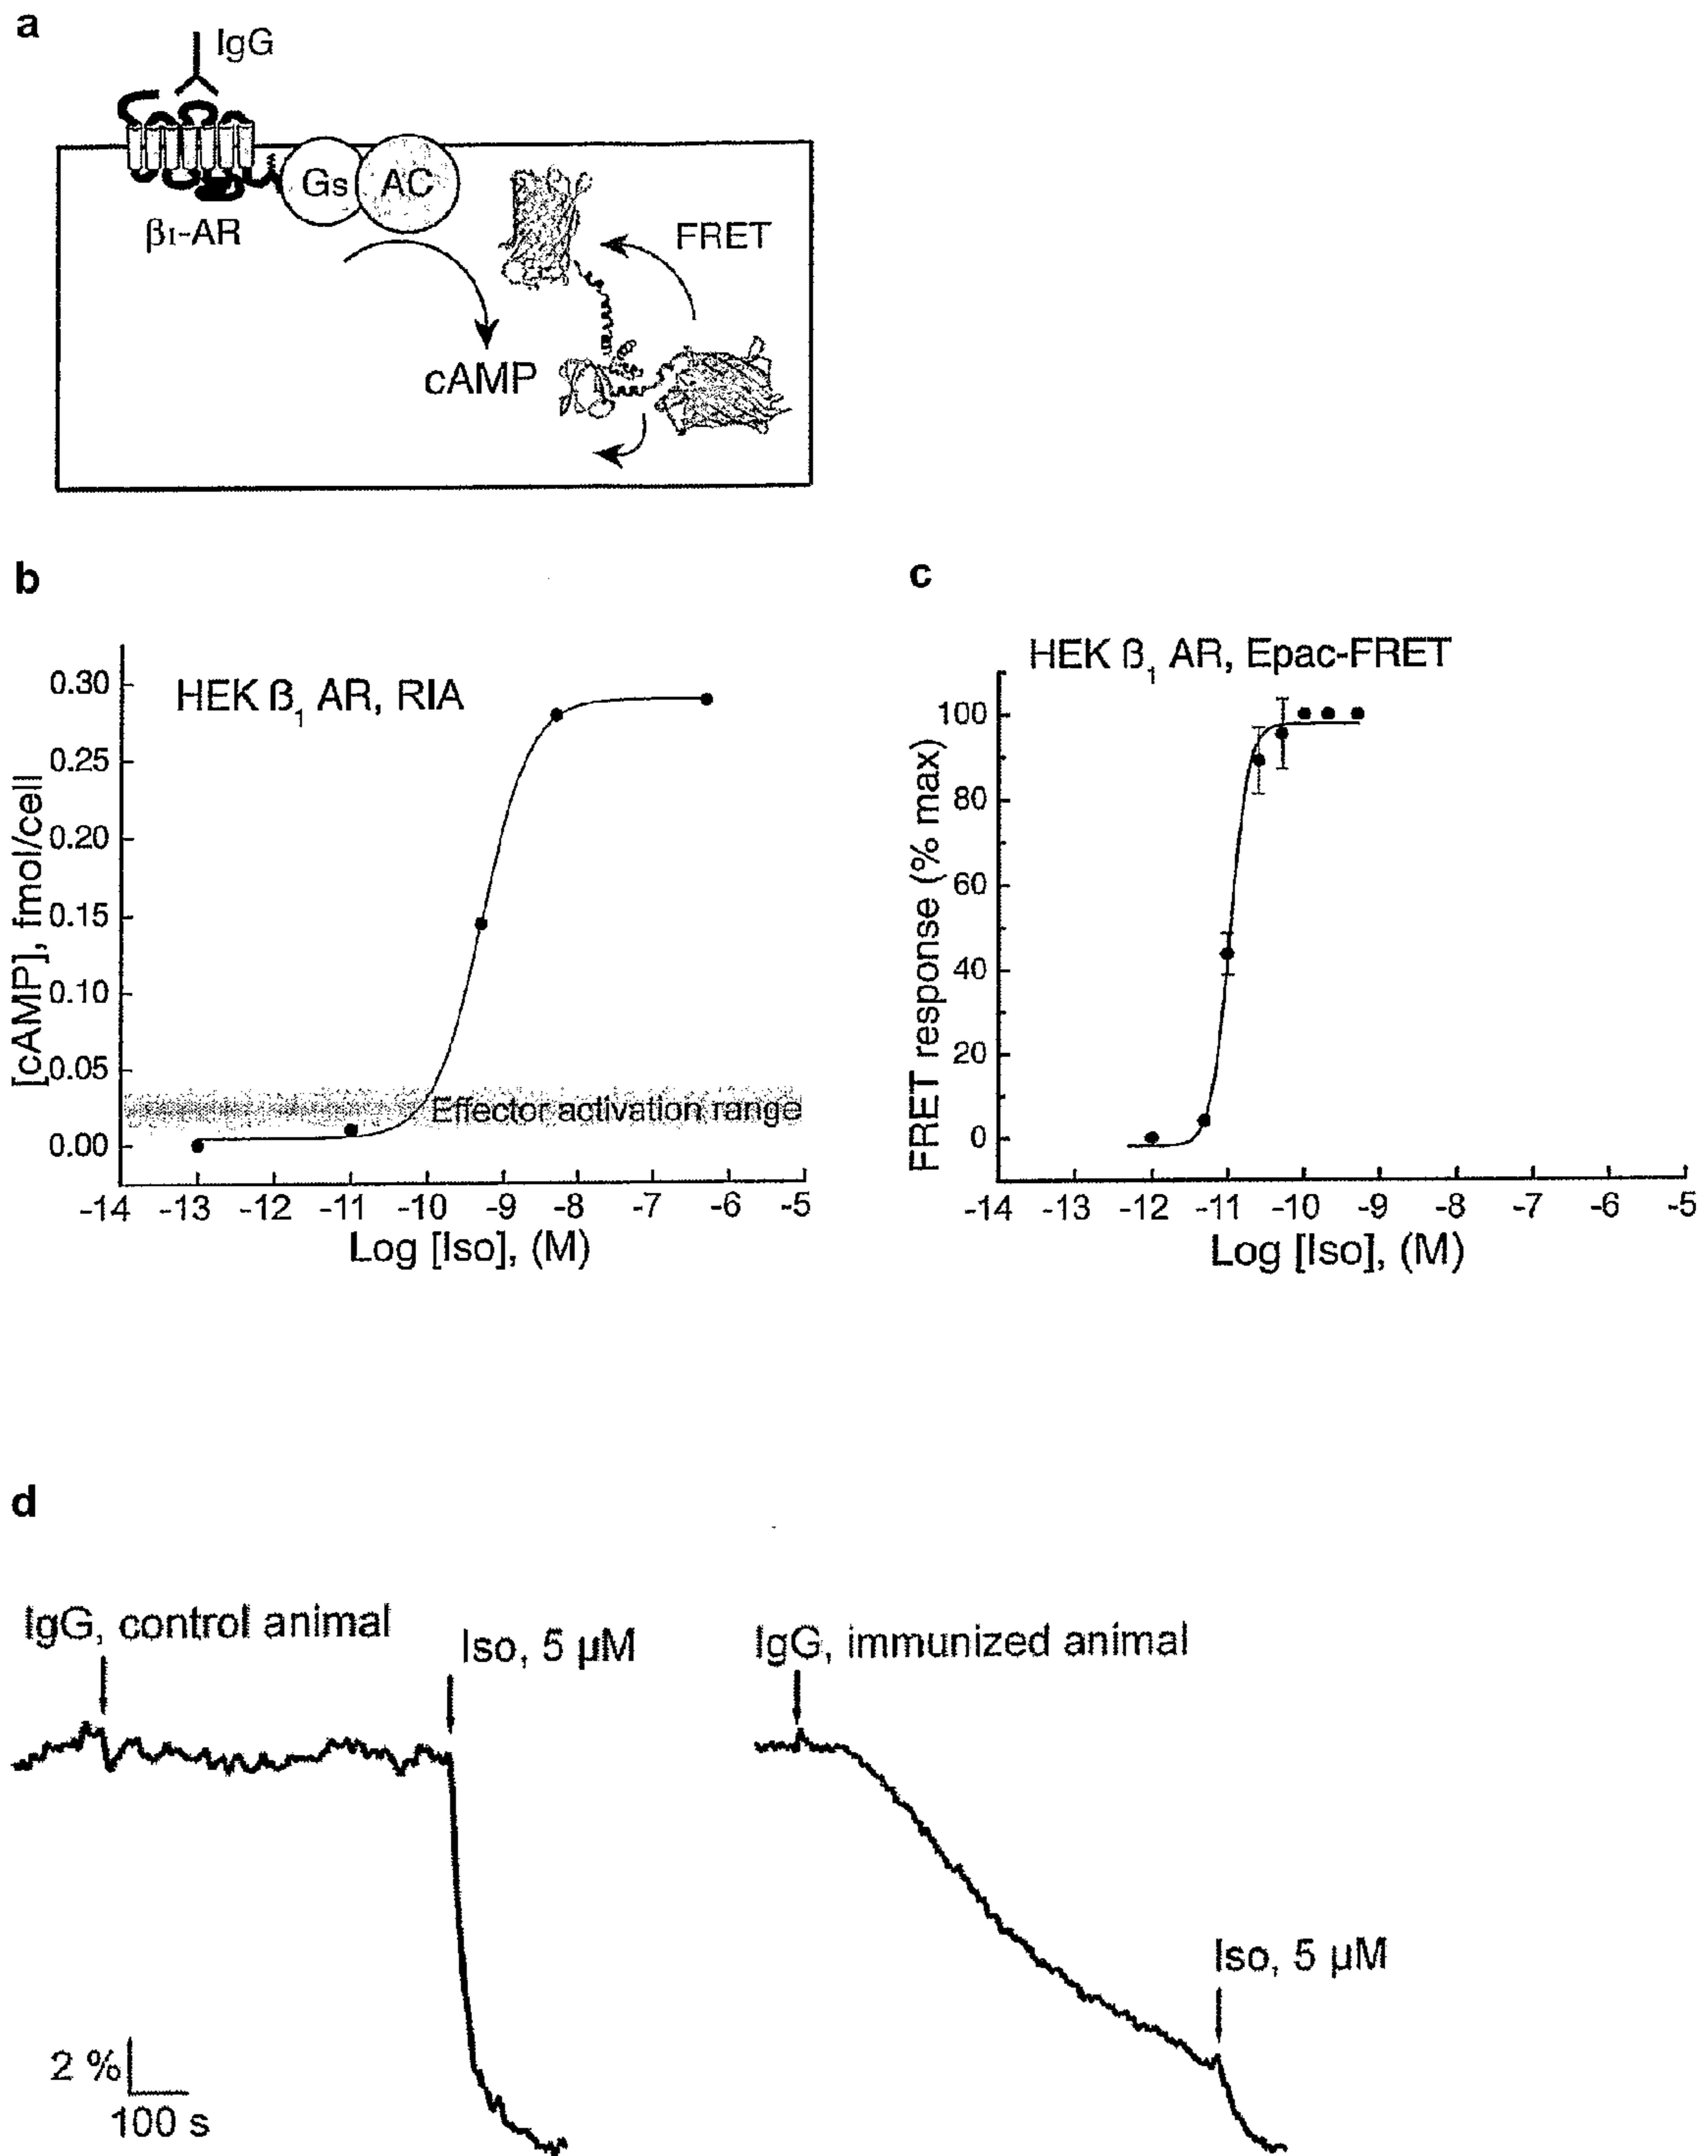 a
IgG
Gs
AC
β1-AR
FRET
cAMP
b
HEK ß1 AR, RIA
[cAMP], fmol/cell
0.30
0.25
0.20
0.15
0.10
0.05
0.00
Effector activation range
-14 -13 -12 -11 -10 -9 -8 -7 -6 -5
Log [Iso], (M)
c
HEK ß1 AR, Epac-FRET
FRET response (% max)
100
80
60
40
20
0
-14 -13 -12 -11 -10 -9 -8 -7 -6 -5
Log [Iso], (M)
d
IgG, control animal
Iso, 5 µM
2 %
100 s
IgG, immunized animal
Iso, 5 µM